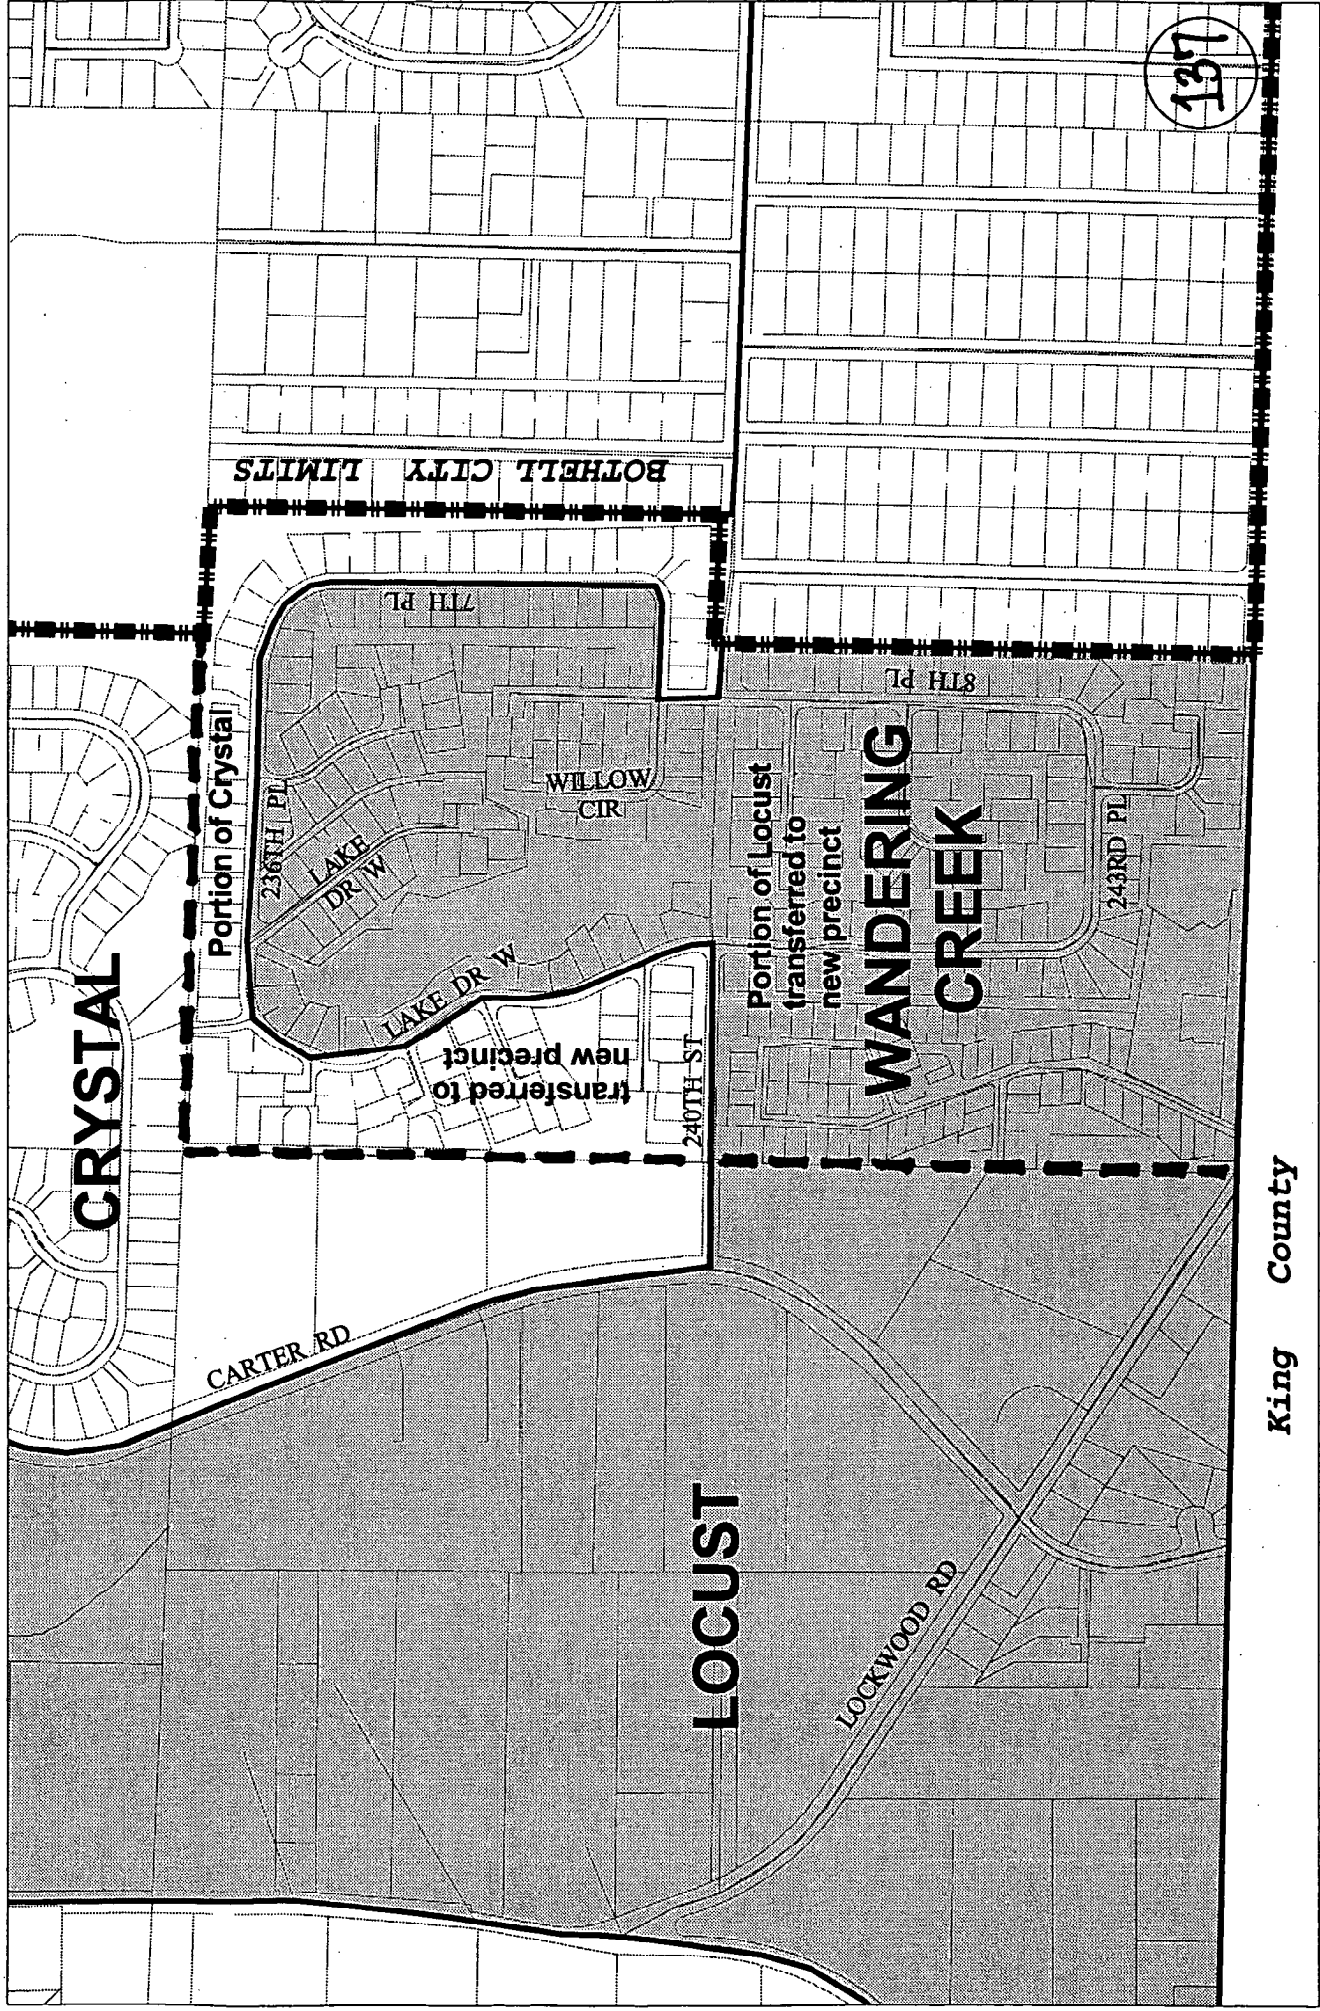 CRYSTAL
BOTHELL CITY LIMITS
137
Portion of Crystal
transferred to
new precinct
236TH PL
7TH PL
LAKE
DR W
WILLOW
CIR
LAKE DR W
240TH ST
8TH PL
Portion of Locust
transferred to
new precinct
WANDERING
CREEK
243RD PL
CARTER RD
LOCUST
LOCKWOOD RD
King County